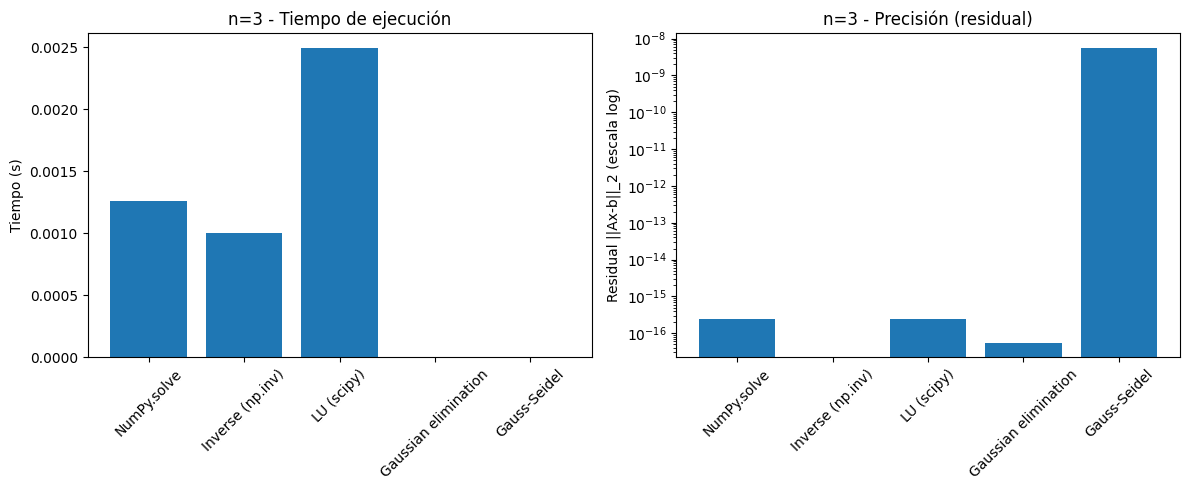 n=3 - Tiempo de ejecución
Tiempo (s)
0.0025
0.0020
0.0015
0.0010
0.0005
0.0000
NumPy.solve
Inverse (np.inv)
LU (scipy)
Gaussian elimination
Gauss-Seidel
n=3 - Precisión (residual)
Residual ||Ax-b||_2 (escala log)
10⁻⁸
10⁻⁹
10⁻¹⁰
10⁻¹¹
10⁻¹²
10⁻¹³
10⁻¹⁴
10⁻¹⁵
10⁻¹⁶
NumPy.solve
Inverse (np.inv)
LU (scipy)
Gaussian elimination
Gauss-Seidel